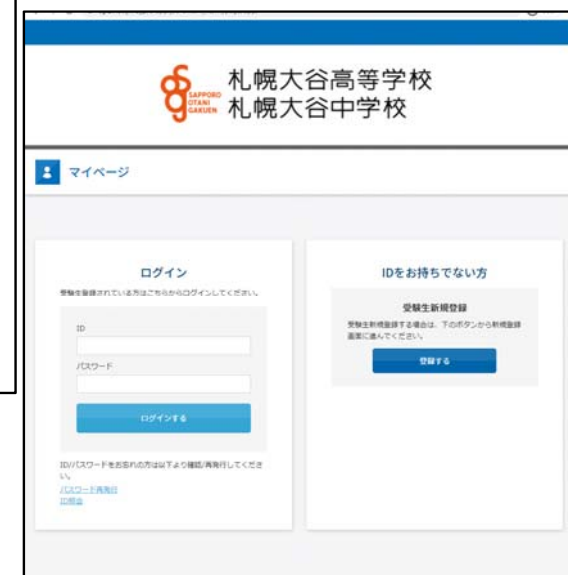 SAPPORO
OTANI
GAKUEN
札幌大谷高等学校
札幌大谷中学校
マイページ
ログイン
受験生登録されている方はこちらからログインしてください。
ID
パスワード
ログインする
ID/パスワードをお忘れの方は以下より確認/再発行してくださ
い。
パスワード再発行
ID照会
IDをお持ちでない方
受験生新規登録
受験生新規登録する場合は、下のボタンから新規登録
画面に進んでください。
登録する